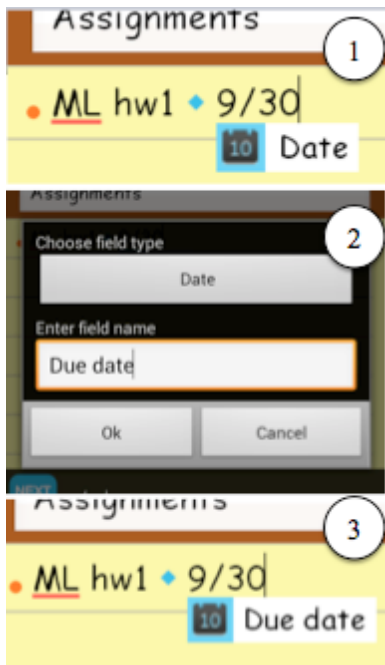 Assignments
1
ML hw1 ◆ 9/30
10 Date
Assignments
2
Choose field type
Date
Enter field name
Due date
Ok Cancel
NEXT
Assignments
3
ML hw1 ◆ 9/30
10 Due date